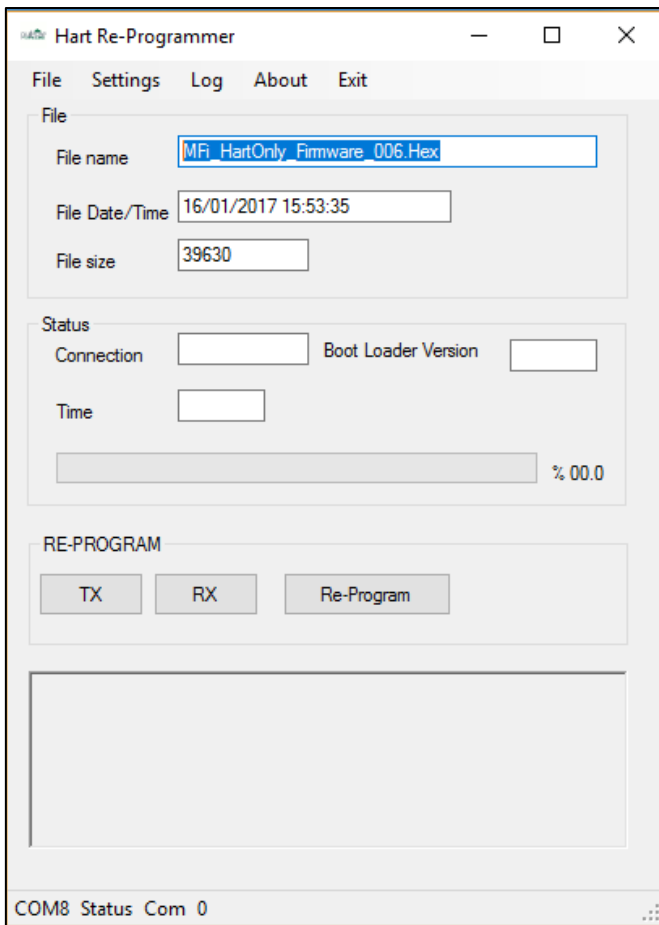 Hart Re-Programmer
File Settings Log About Exit
File
File name MFi_HartOnly_Firmware_006.Hex
File Date/Time 16/01/2017 15:53:35
File size 39630
Status
Connection Boot Loader Version
Time
% 00.0
RE-PROGRAM
TX RX Re-Program
COM8 Status Com 0